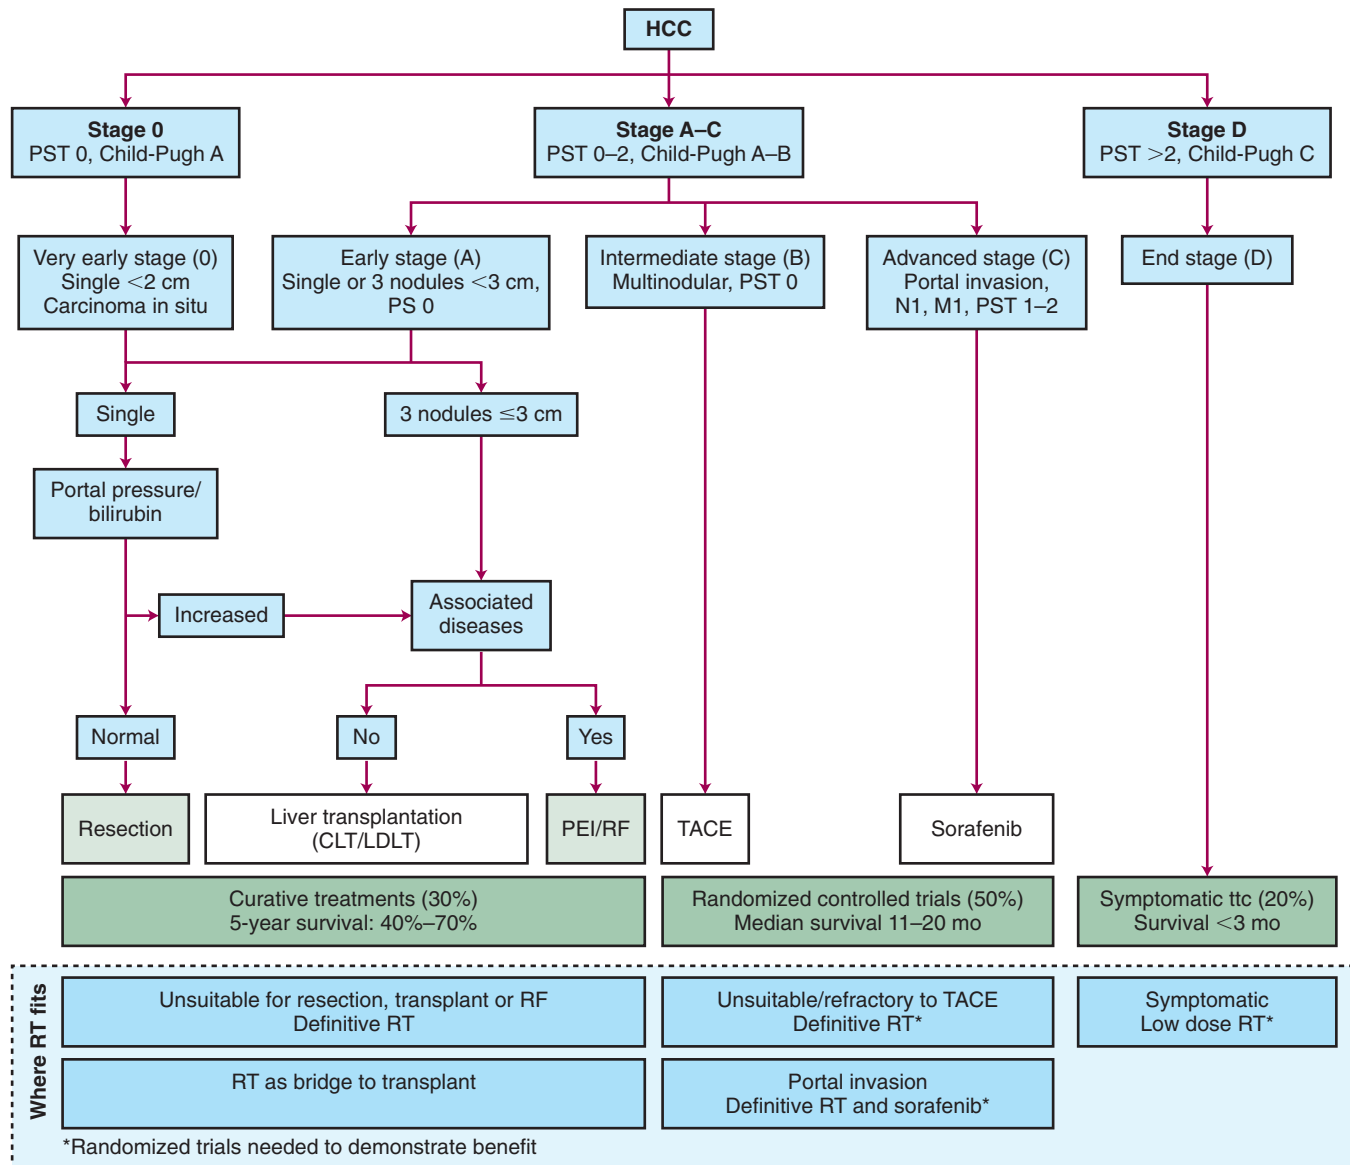 HCC
Stage 0
PST 0, Child-Pugh A
Stage A–C
PST 0–2, Child-Pugh A–B
Stage D
PST >2, Child-Pugh C
Very early stage (0)
Single <2 cm
Carcinoma in situ
Early stage (A)
Single or 3 nodules <3 cm,
PS 0
Intermediate stage (B)
Multinodular, PST 0
Advanced stage (C)
Portal invasion,
N1, M1, PST 1–2
End stage (D)
Single
3 nodules ≤3 cm
Portal pressure/
bilirubin
Increased
Associated
diseases
Normal
No
Yes
Resection
Liver transplantation
(CLT/LDLT)
PEI/RF
TACE
Sorafenib
Curative treatments (30%)
5-year survival: 40%–70%
Randomized controlled trials (50%)
Median survival 11–20 mo
Symptomatic ttc (20%)
Survival <3 mo
Where RT fits
Unsuitable for resection, transplant or RF
Definitive RT
Unsuitable/refractory to TACE
Definitive RT*
Symptomatic
Low dose RT*
RT as bridge to transplant
Portal invasion
Definitive RT and sorafenib*
*Randomized trials needed to demonstrate benefit